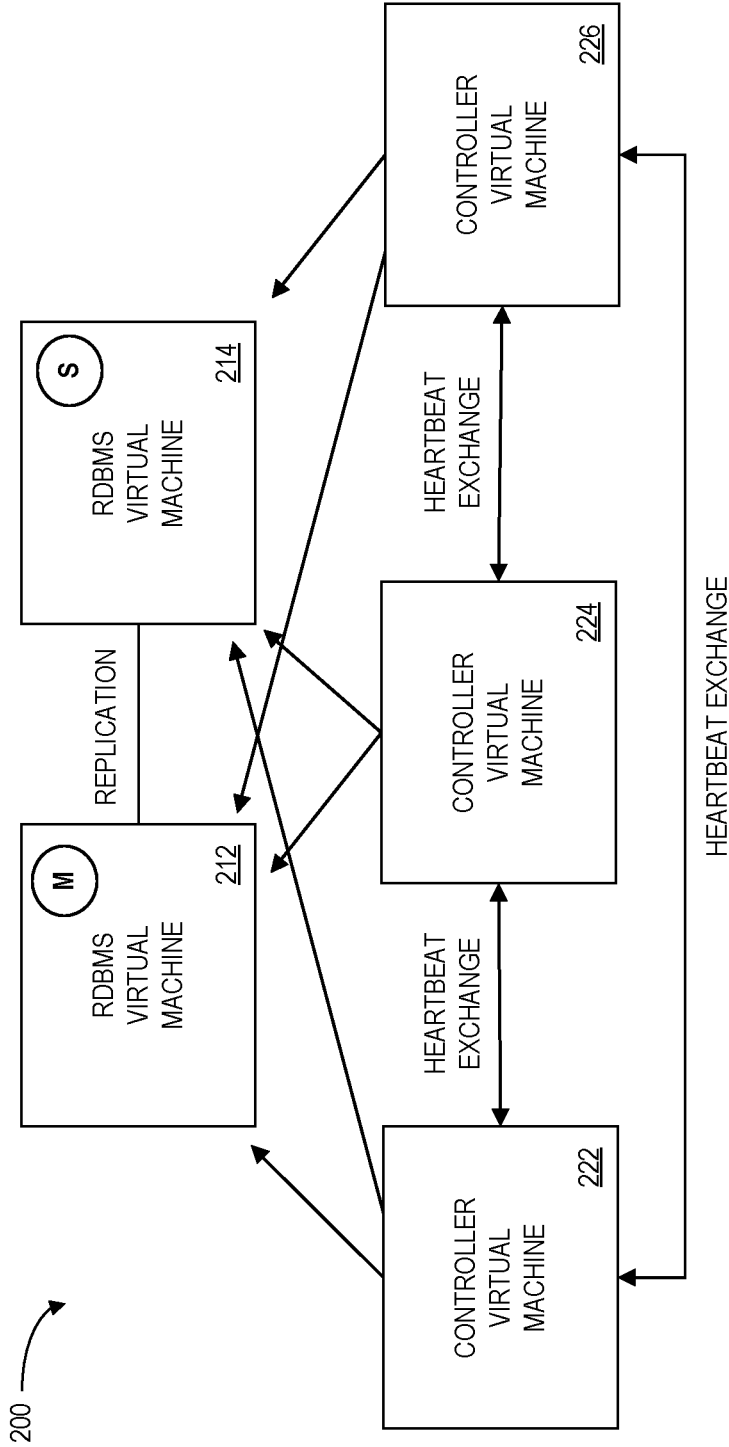 200
RDBMS
VIRTUAL
MACHINE
M
212
REPLICATION
RDBMS
VIRTUAL
MACHINE
S
214
CONTROLLER
VIRTUAL
MACHINE
222
HEARTBEAT
EXCHANGE
CONTROLLER
VIRTUAL
MACHINE
224
HEARTBEAT
EXCHANGE
CONTROLLER
VIRTUAL
MACHINE
226
HEARTBEAT EXCHANGE